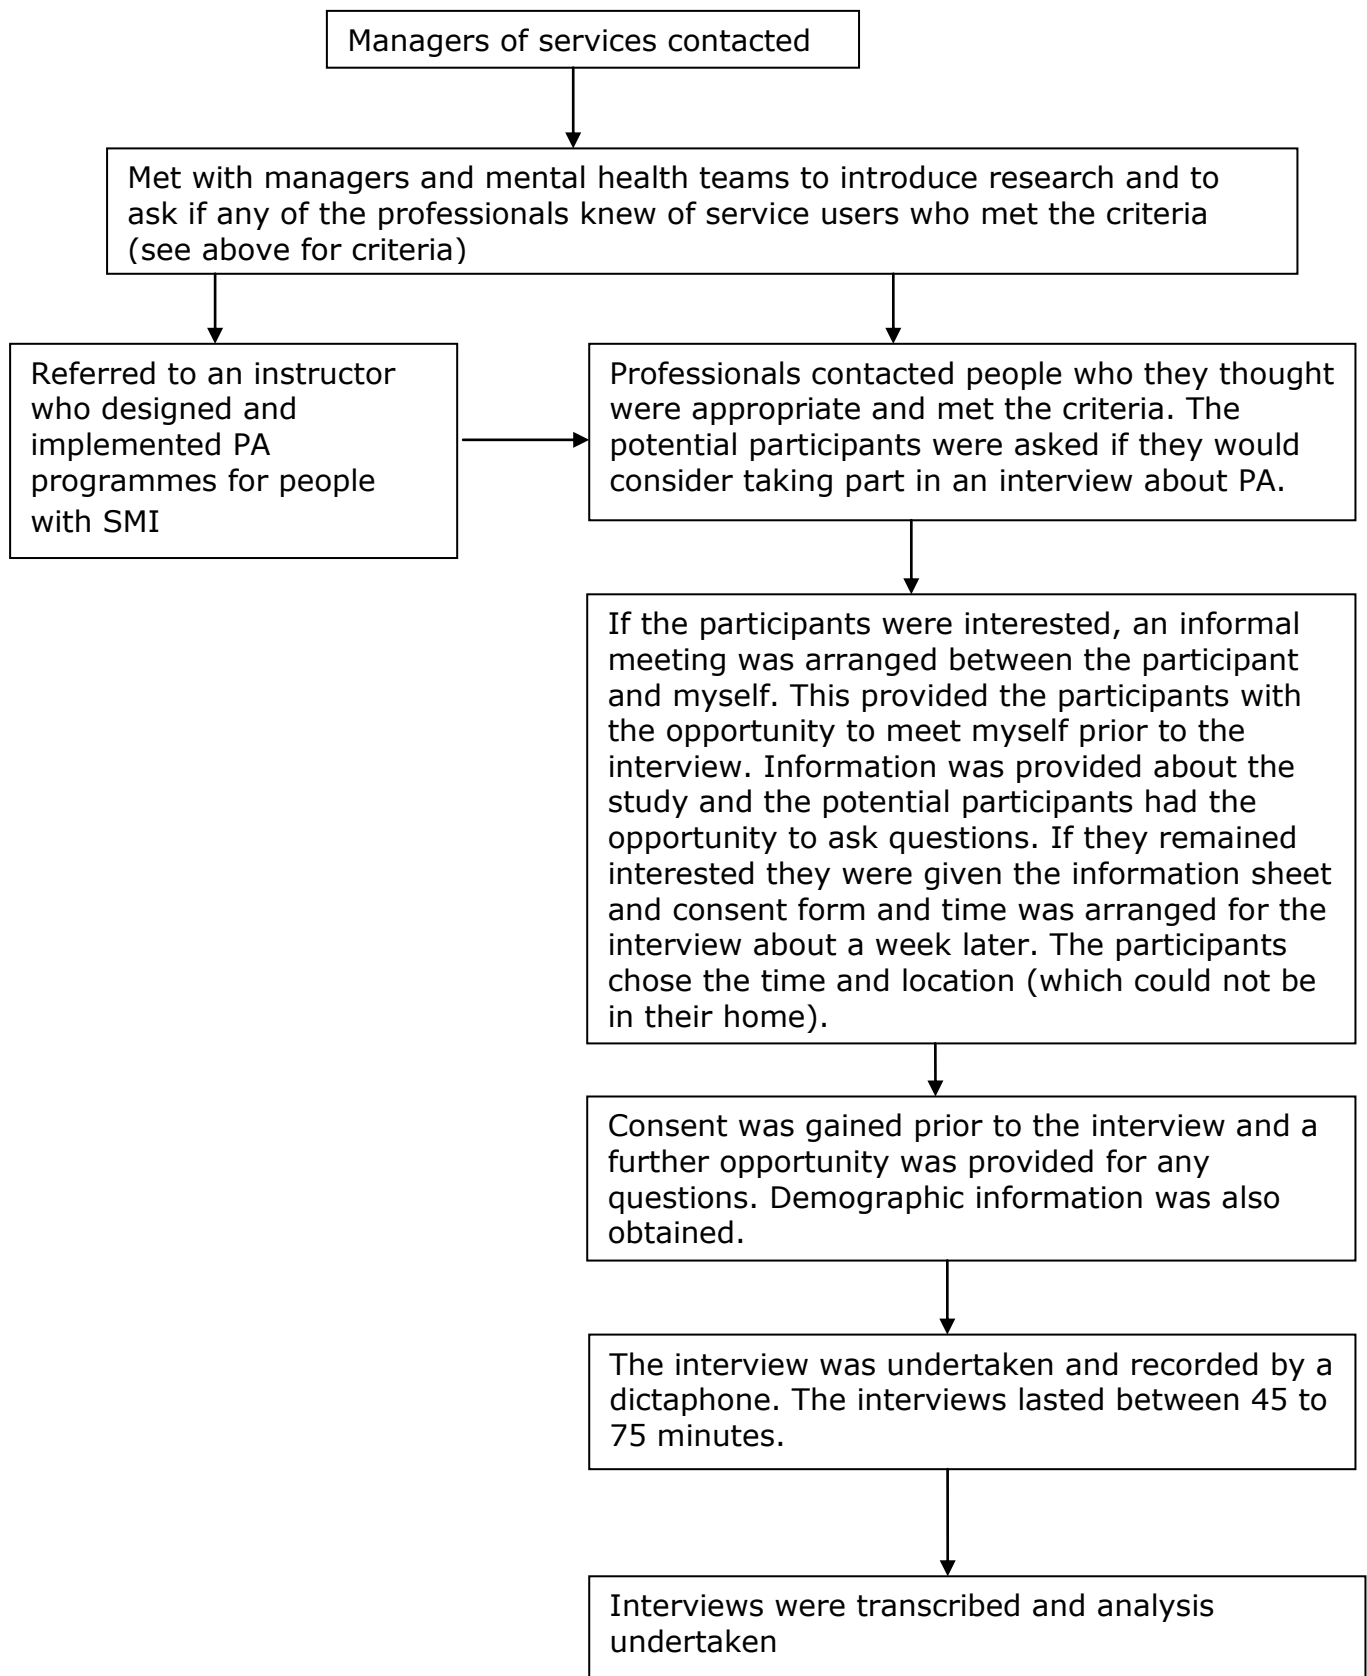 Managers of services contacted
Met with managers and mental health teams to introduce research and to
ask if any of the professionals knew of service users who met the criteria
(see above for criteria)
Referred to an instructor
who designed and
implemented PA
programmes for people
with SMI
Professionals contacted people who they thought
were appropriate and met the criteria. The
potential participants were asked if they would
consider taking part in an interview about PA.
If the participants were interested, an informal
meeting was arranged between the participant
and myself. This provided the participants with
the opportunity to meet myself prior to the
interview. Information was provided about the
study and the potential participants had the
opportunity to ask questions. If they remained
interested they were given the information sheet
and consent form and time was arranged for the
interview about a week later. The participants
chose the time and location (which could not be
in their home).
Consent was gained prior to the interview and a
further opportunity was provided for any
questions. Demographic information was also
obtained.
The interview was undertaken and recorded by a
dictaphone. The interviews lasted between 45 to
75 minutes.
Interviews were transcribed and analysis
undertaken